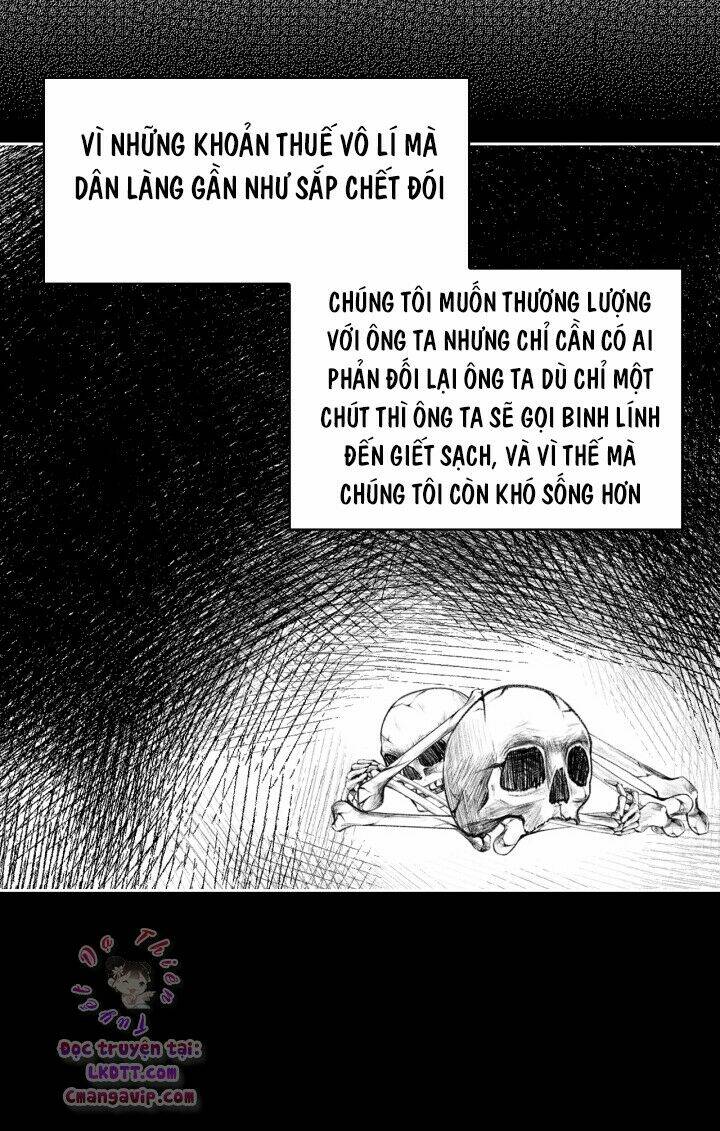 VÌ NHỮNG KHOẢN THUẾ VÔ LÍ MÀ
DÂN LÀNG GẦN NHƯ SẮP CHẾT ĐÓI
CHÚNG TÔI MUỐN THƯƠNG LƯỢNG
VỚI ÔNG TA NHƯNG CHỈ CẦN CÓ AI
PHẢN ĐỐI LẠI ÔNG TA DÙ CHỈ MỘT
CHÚT THÌ ÔNG TA SẼ GỌI BINH LÍNH
ĐẾN GIẾT SẠCH, VÀ VÌ THẾ MÀ
CHÚNG TÔI CÒN KHÓ SỐNG HƠN
Dạ Thiên Tuyết
Đọc truyện tại:
LKDTT.com
Cmangavip.com